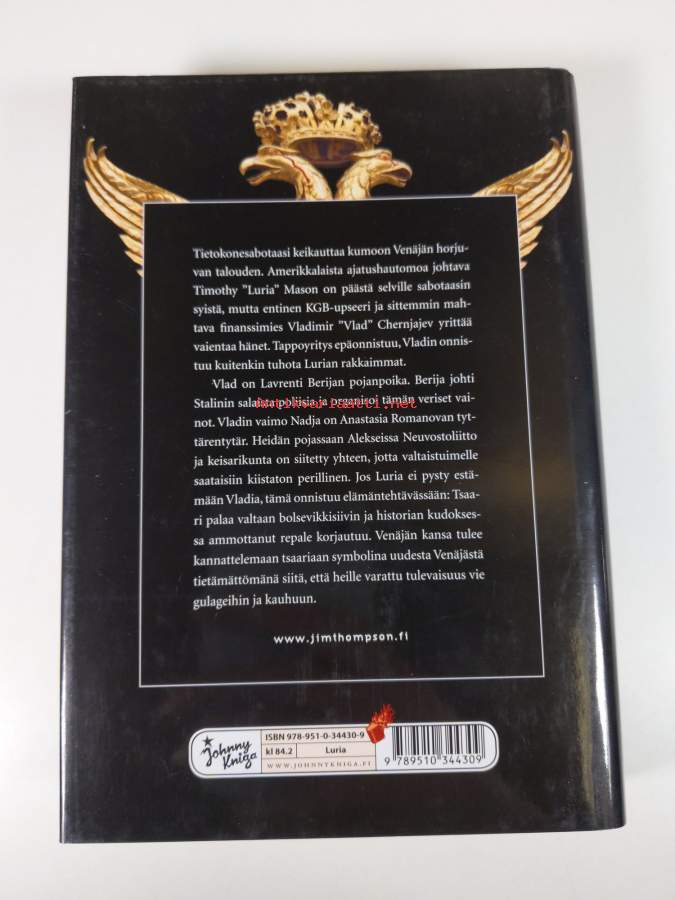 Tietokonesabotaasi keikauttaa kumoon Venäjän horju-
van talouden. Amerikkalaista ajatushautomoa johtava
Timothy ”Luria” Mason on päästä selville sabotaasin
syistä, mutta entinen KGB-upseeri ja sittemmin mah-
tava finanssimies Vladimir ”Vlad” Chernjajev yrittää
vaientaa hänet. Tappoyritys epäonnistuu, Vladin onnis-
tuu kuitenkin tuhota Lurian rakkaimmat.
Vlad on Lavrenti Berijan pojanpoika. Berija johti
Stalinin salaista poliisia ja organisoi tämän veriset vai-
antikvariaatti.net
not. Vladin vaimo Nadja on Anastasia Romanovan tyt-
tärentytär. Heidän pojassaan Alekseissa Neuvostoliitto
ja keisarikunta on siitetty yhteen, jotta valtaistuimelle
saataisiin kiistaton perillinen. Jos Luria ei pysty estä-
mään Vladia, tämä onnistuu elämäntehtävässään: Tsaa-
ri palaa valtaan bolsevikkisiivin ja historian kudokses-
sa ammottanut repale korjautuu. Venäjän kansa tulee
kannattelemaan tsaariaan symbolina uudesta Venäjästä
tietämättömänä siitä, että heille varattu tulevaisuus vie
gulageihin ja kauhuun.
www.jimthompson.fi
Johnny
Kniga
ISBN 978-951-0-34430-9
kl 84.2
Luria
WWW.JOHNNYKNIGA.FI
9 789510 344309